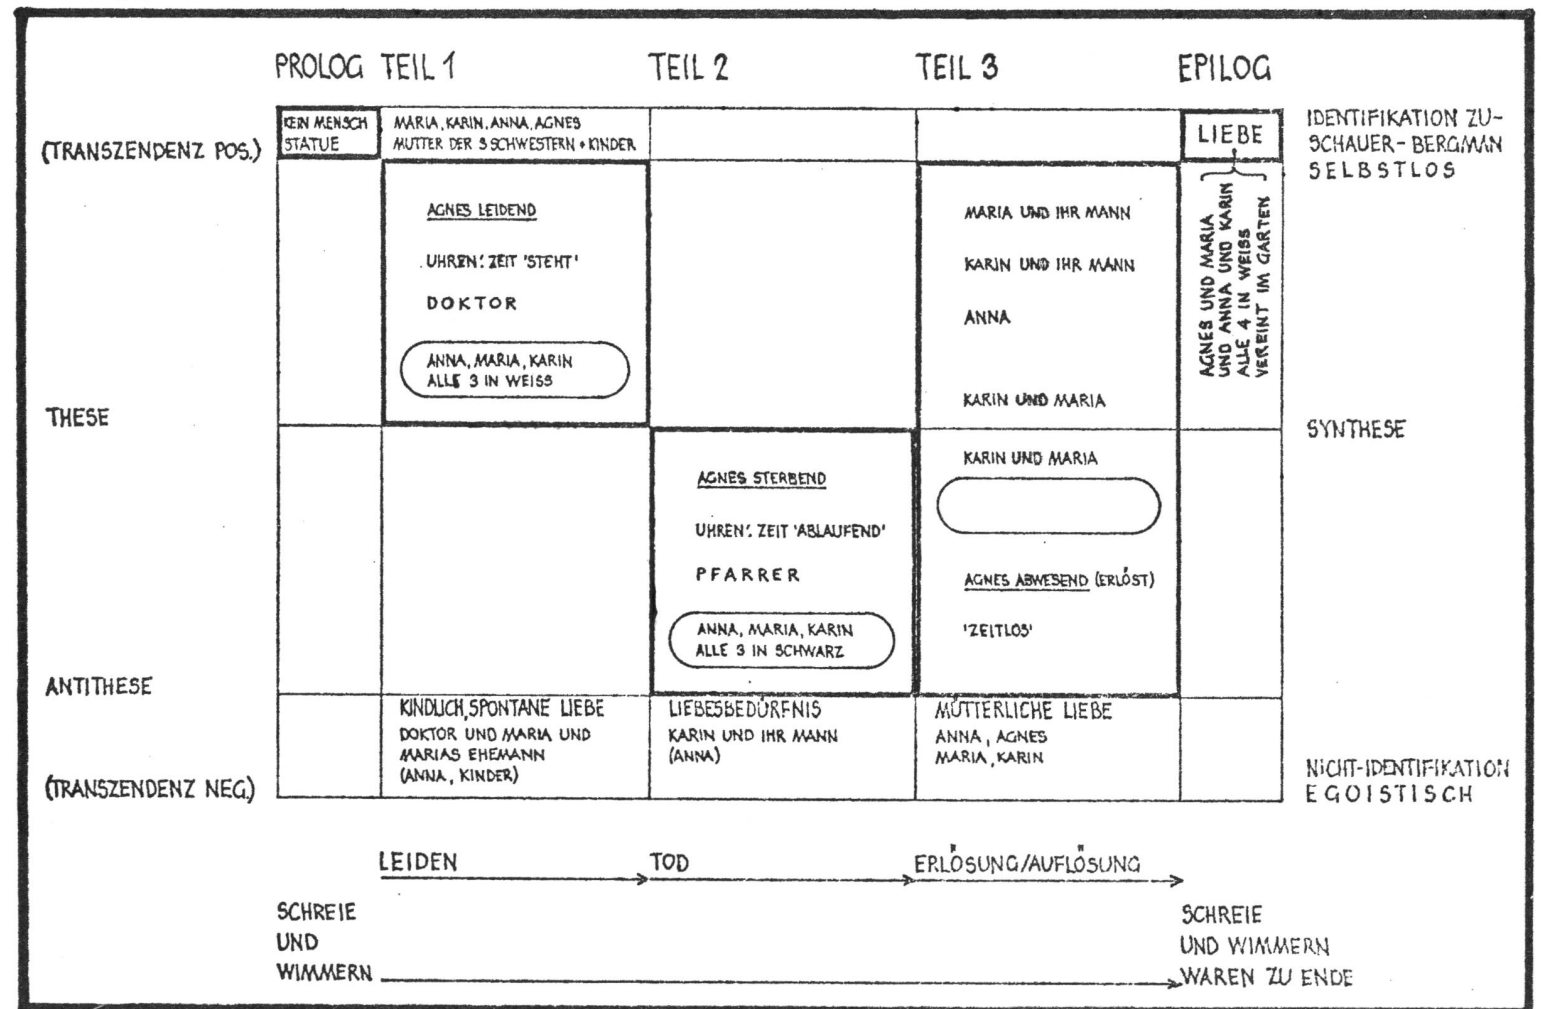 PROLOG TEIL 1 TEIL 2 TEIL 3 EPILOG
(TRANSZENDENZ POS.)
KEIN MENSCH
STATUE
MARIA, KARIN, ANNA, AGNES
MUTTER DER 3 SCHWESTERN + KINDER
LIEBE
IDENTIFIKATION ZU-
SCHAUER-BERGMAN
SELBSTLOS
AGNES LEIDEND
UHREN: ZEIT 'STEHT'
DOKTOR
ANNA, MARIA, KARIN
ALLE 3 IN WEISS
MARIA UND IHR MANN
KARIN UND IHR MANN
ANNA
KARIN UND MARIA
AGNES UND MARIA
UND ANNA UND KARIN
ALLE 4 IN WEISS
VEREINT IM GARTEN
THESE
SYNTHESE
AGNES STERBEND
UHREN: ZEIT 'ABLAUFEND'
PFARRER
ANNA, MARIA, KARIN
ALLE 3 IN SCHWARZ
KARIN UND MARIA
AGNES ABWESEND (ERLÖST)
'ZEITLOS'
ANTITHESE
KINDLICH, SPONTANE LIEBE
DOKTOR UND MARIA UND
MARIAS EHEMANN
(ANNA, KINDER)
LIEBESBEDÜRFNIS
KARIN UND IHR MANN
(ANNA)
MÜTTERLICHE LIEBE
ANNA, AGNES
MARIA, KARIN
(TRANSZENDENZ NEG.)
NICHT-IDENTIFIKATION
EGOISTISCH
LEIDEN TOD ERLÖSUNG/AUFLÖSUNG
SCHREIE
UND
WIMMERN
SCHREIE
UND WIMMERN
WAREN ZU ENDE